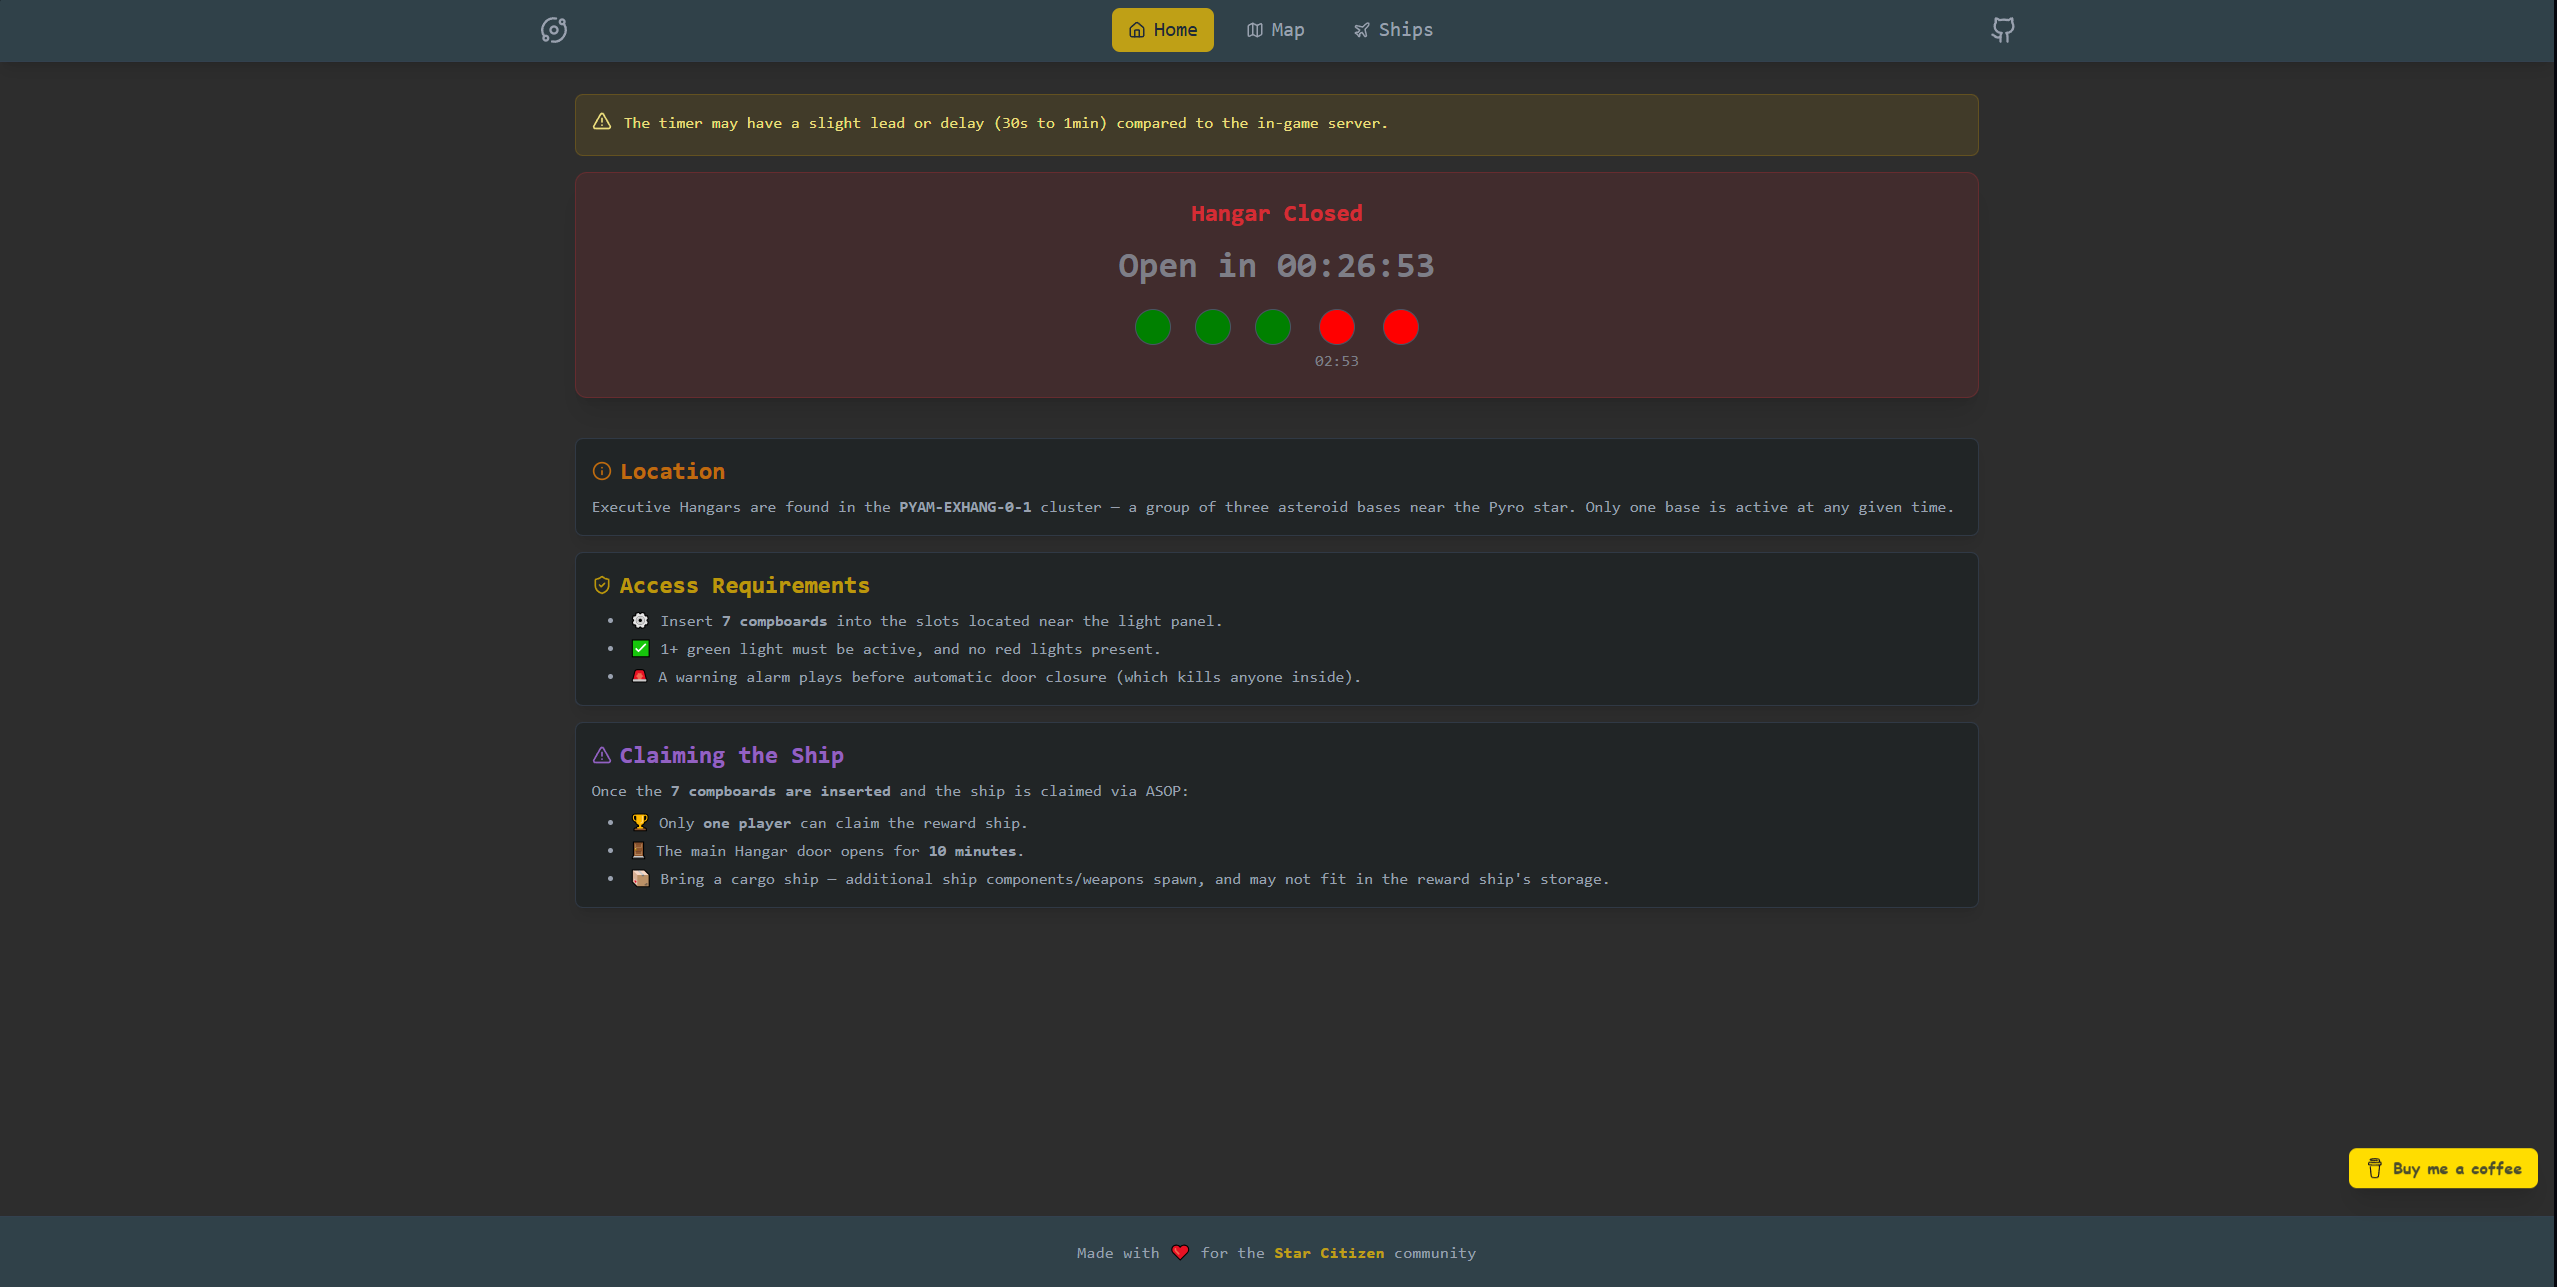 Home Map Ships
The timer may have a slight lead or delay (30s to 1min) compared to the in-game server.
Hangar Closed
Open in 00:26:53
02:53
Location
Executive Hangars are found in the PYAM-EXHANG-0-1 cluster — a group of three asteroid bases near the Pyro star. Only one base is active at any given time.
Access Requirements
• ⚙️ Insert 7 compboards into the slots located near the light panel.
• ✅ 1+ green light must be active, and no red lights present.
• 🚨 A warning alarm plays before automatic door closure (which kills anyone inside).
Claiming the Ship
Once the 7 compboards are inserted and the ship is claimed via ASOP:
• 🏆 Only one player can claim the reward ship.
• 🚪 The main Hangar door opens for 10 minutes.
• 📦 Bring a cargo ship — additional ship components/weapons spawn, and may not fit in the reward ship's storage.
Buy me a coffee
Made with ❤️ for the Star Citizen community